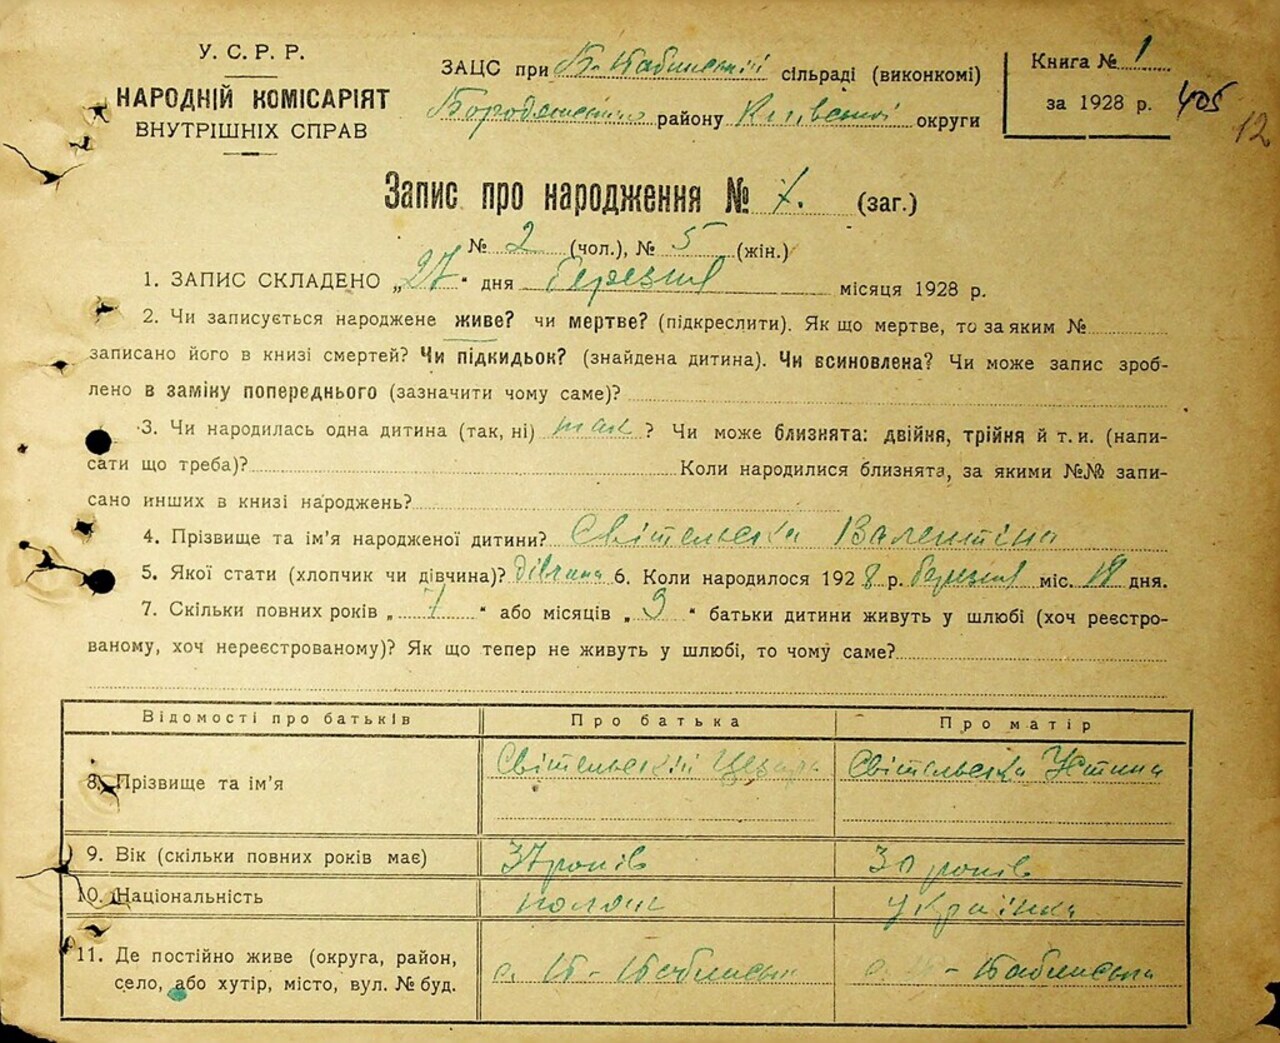 У. С. Р. Р.
НАРОДНІЙ КОМІСАРІЯТ
ВНУТРІШНІХ СПРАВ
ЗАЦС при сільраді (виконкомі)
району Київської округи
Книга № 1
за 1928 р.
405
12
Запис про народження № 7. (заг.)
№ 2 (чол.), № 5 (жін.)
1. ЗАПИС СКЛАДЕНО „27“ дня березня місяця 1928 р.
2. Чи записується народжене живе? чи мертве? (підкреслити). Як що мертве, то за яким №
записано його в книзі смертей? Чи підкидьок? (знайдена дитина). Чи всиновлена? Чи може запис зроб-
лено в заміну попереднього (зазначити чому саме)?
3. Чи народилась одна дитина (так, ні) так? Чи може близнята: двійня, трійня й т. и. (напи-
сати що треба)? Коли народилися близнята, за якими №№ запи-
сано инших в книзі народжень?
4. Прізвище та ім’я народженої дитини? Світельська Валентіна
5. Якої стати (хлопчик чи дівчина)? дівчина 6. Коли народилося 1928 р. березня міс. 18 дня.
7. Скільки повних років „7“ або місяців „9“ батьки дитини живуть у шлюбі (хоч реєстро-
ваному, хоч нереєстрованому)? Як що тепер не живуть у шлюбі, то чому саме?
Відомості про батьків Про батька Про матір
8. Прізвище та ім’я Світельський Цезарь Світельська Устина
9. Вік (скільки повних років має) 37 років 30 років
10. Національність поляк українка
11. Де постійно живе (округа, район,
село, або хутір, місто, вул. № буд.